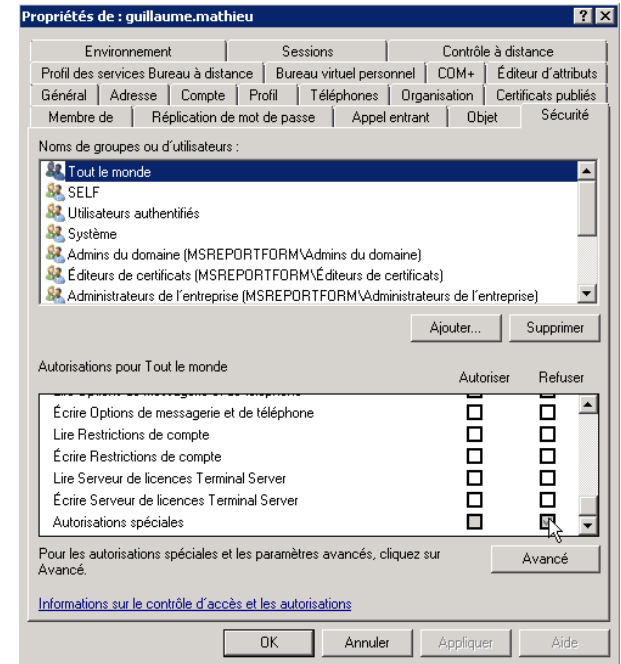 Propriétés de : guillaume.mathieu
Environnement Sessions Contrôle à distance
Profil des services Bureau à distance Bureau virtuel personnel COM+ Éditeur d'attributs
Général Adresse Compte Profil Téléphones Organisation Certificats publiés
Membre de Réplication de mot de passe Appel entrant Objet Sécurité
Noms de groupes ou d'utilisateurs :
Tout le monde
SELF
Utilisateurs authentifiés
Système
Admins du domaine (MSREPORTFORM\Admins du domaine)
Éditeurs de certificats (MSREPORTFORM\Éditeurs de certificats)
Administrateurs de l'entreprise (MSREPORTFORM\Administrateurs de l'entreprise)
Ajouter... Supprimer
Autorisations pour Tout le monde Autoriser Refuser
Écrire Options de messagerie et de téléphone
Lire Restrictions de compte
Écrire Restrictions de compte
Lire Serveur de licences Terminal Server
Écrire Serveur de licences Terminal Server
Autorisations spéciales
Pour les autorisations spéciales et les paramètres avancés, cliquez sur
Avancé.
Avancé
Informations sur le contrôle d'accès et les autorisations
OK Annuler Appliquer Aide